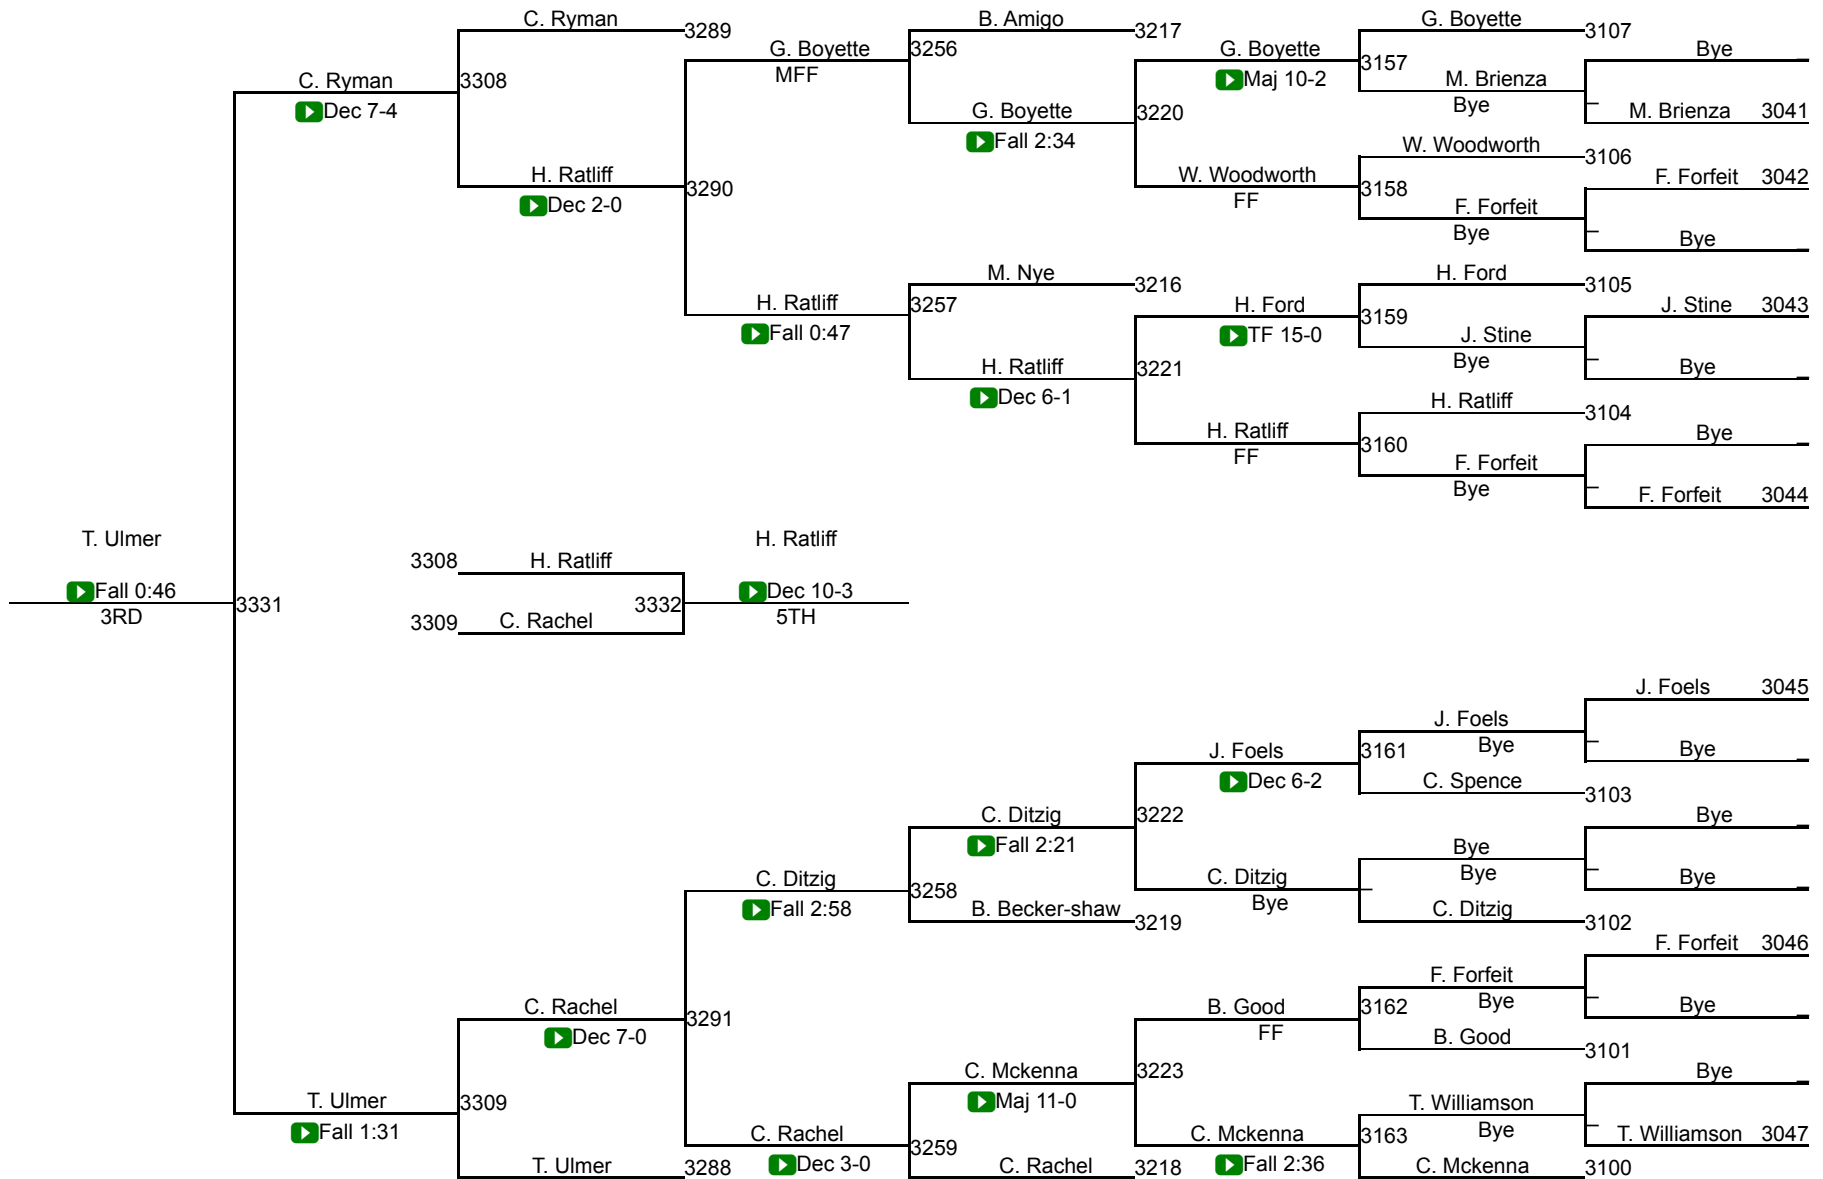 C. Ryman
3289
B. Amigo
3217
G. Boyette
3107
G. Boyette
MFF
3256
G. Boyette
Maj 10-2
3157
Bye
C. Ryman
Dec 7-4
3308
M. Brienza
Bye
G. Boyette
Fall 2:34
3220
M. Brienza 3041
W. Woodworth
3106
H. Ratliff
Dec 2-0
3290
W. Woodworth
FF
3158
F. Forfeit 3042
F. Forfeit
Bye
Bye
M. Nye
3216
H. Ford
3105
H. Ratliff
Fall 0:47
3257
H. Ford
TF 15-0
3159
J. Stine 3043
J. Stine
Bye
H. Ratliff
Dec 6-1
3221
Bye
H. Ratliff
3104
H. Ratliff
FF
3160
Bye
F. Forfeit
Bye
F. Forfeit 3044
T. Ulmer
Fall 0:46
3RD
3331
3308 H. Ratliff
3309 C. Rachel
3332
H. Ratliff
Dec 10-3
5TH
J. Foels 3045
J. Foels
Bye
J. Foels
Dec 6-2
3161
Bye
C. Spence
3103
C. Ditzig
Fall 2:21
3222
Bye
Bye
Bye
C. Ditzig
Fall 2:58
3258
C. Ditzig
Bye
Bye
B. Becker-shaw
3219
C. Ditzig
3102
F. Forfeit 3046
F. Forfeit
Bye
C. Rachel
Dec 7-0
3291
B. Good
FF
3162
Bye
B. Good
3101
C. Mckenna
Maj 11-0
3223
Bye
T. Ulmer
Fall 1:31
3309
T. Williamson
Bye
C. Rachel
Dec 3-0
3259
C. Mckenna
Fall 2:36
3163
T. Williamson 3047
T. Ulmer
3288
C. Rachel
3218
C. Mckenna
3100